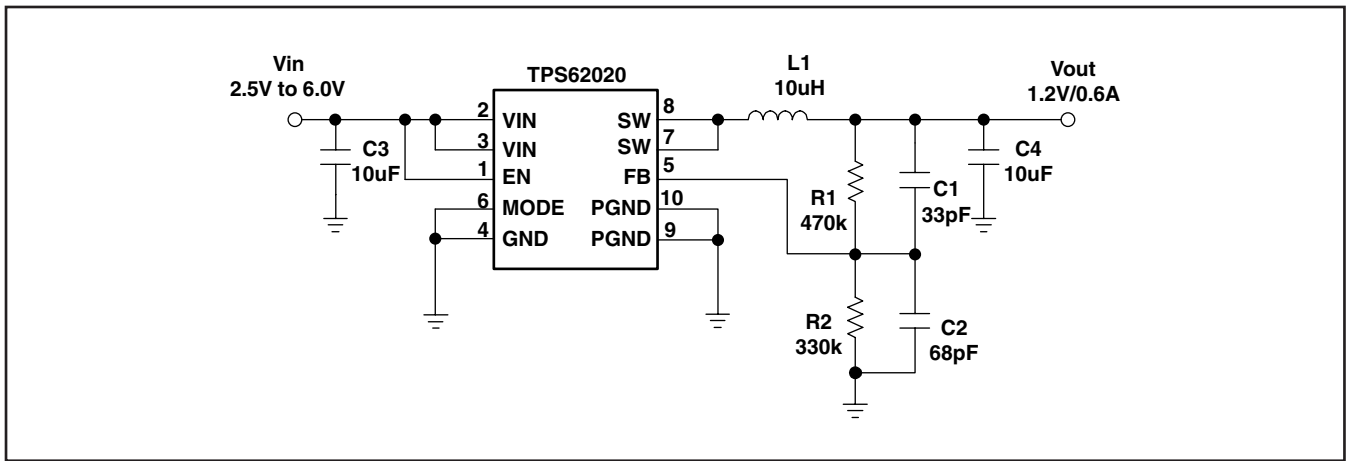 Vin
2.5V to 6.0V
C3
10uF
TPS62020
2
VIN
3
VIN
1
EN
6
MODE
4
GND
8
SW
7
SW
5
FB
10
PGND
9
PGND
L1
10uH
Vout
1.2V/0.6A
R1
470k
C1
33pF
C4
10uF
R2
330k
C2
68pF